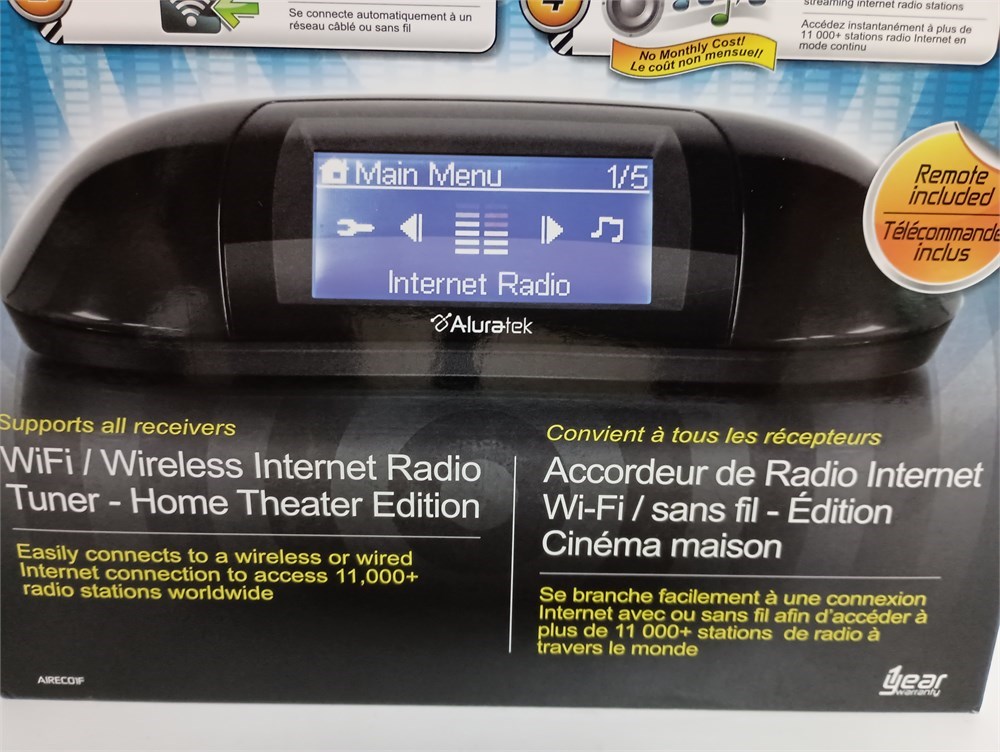 Se connecte automatiquement à un
réseau câblé ou sans fil
4
streaming internet radio stations
Accédez instantanément à plus de
11 000+ stations radio Internet en
mode continu
No Monthly Cost!
Le coût non mensuel!
Main Menu 1/5
Internet Radio
Aluratek
Remote
included
Télécommande
inclus
Supports all receivers
WiFi / Wireless Internet Radio
Tuner - Home Theater Edition
Easily connects to a wireless or wired
Internet connection to access 11,000+
radio stations worldwide
Convient à tous les récepteurs
Accordeur de Radio Internet
Wi-Fi / sans fil - Édition
Cinéma maison
Se branche facilement à une connexion
Internet avec ou sans fil afin d'accéder à
plus de 11 000+ stations de radio à
travers le monde
AIREC01F
1year
warranty